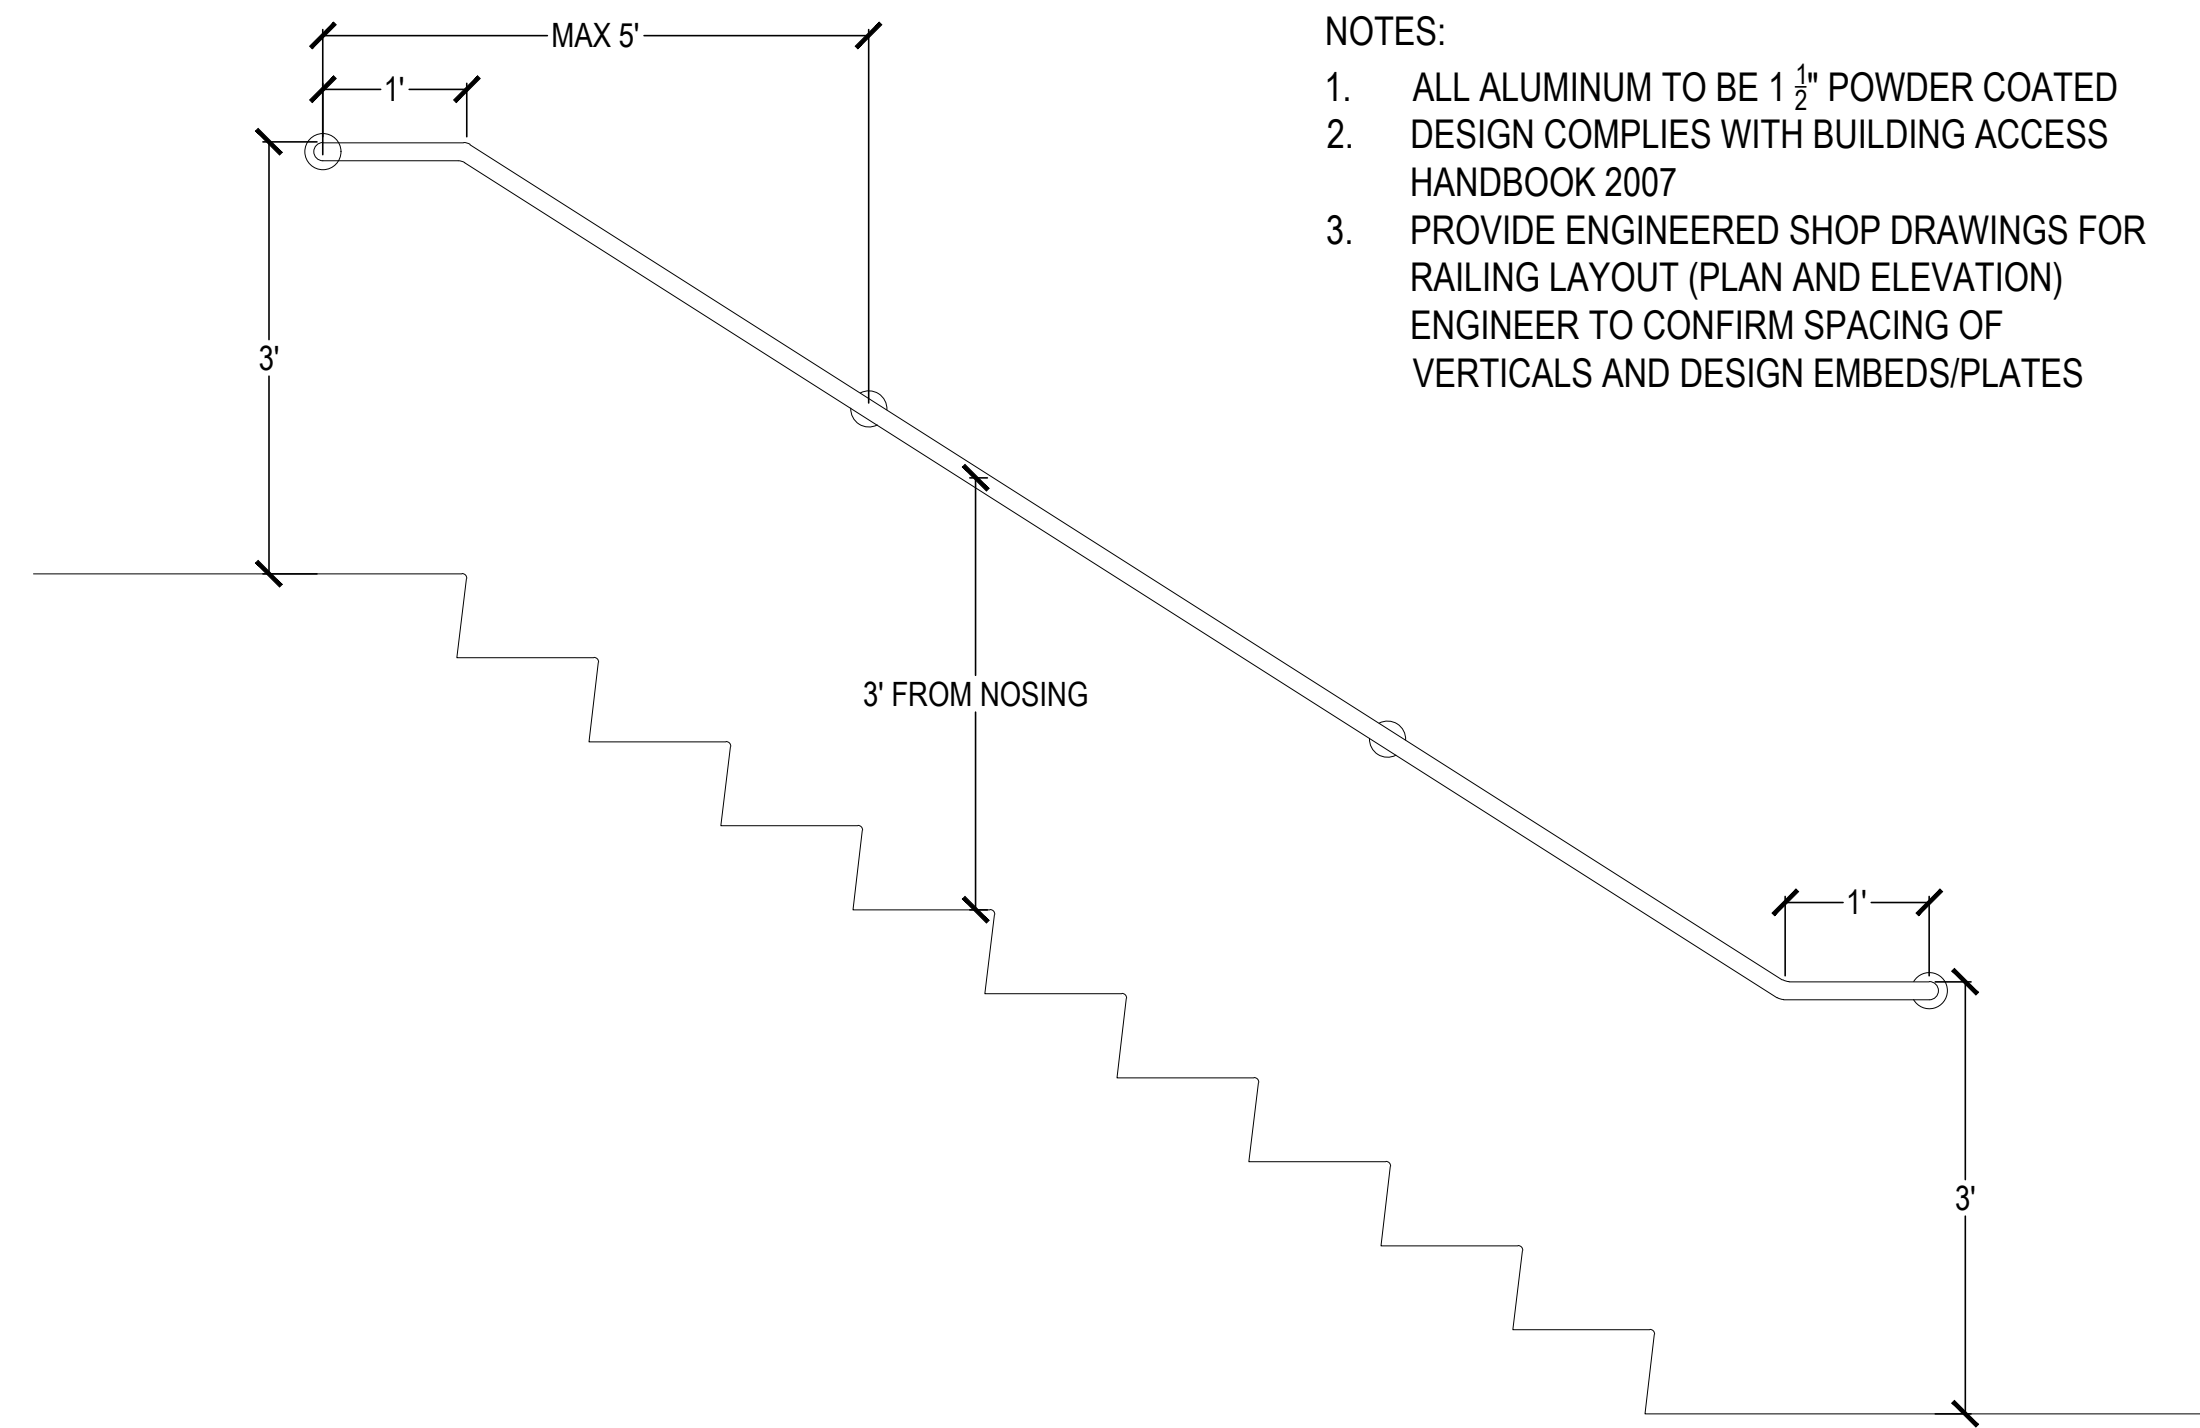 MAX 5'
1'
3'
3' FROM NOSING
1'
3'
NOTES:
1. ALL ALUMINUM TO BE 1 1/2" POWDER COATED
2. DESIGN COMPLIES WITH BUILDING ACCESS
HANDBOOK 2007
3. PROVIDE ENGINEERED SHOP DRAWINGS FOR
RAILING LAYOUT (PLAN AND ELEVATION)
ENGINEER TO CONFIRM SPACING OF
VERTICALS AND DESIGN EMBEDS/PLATES